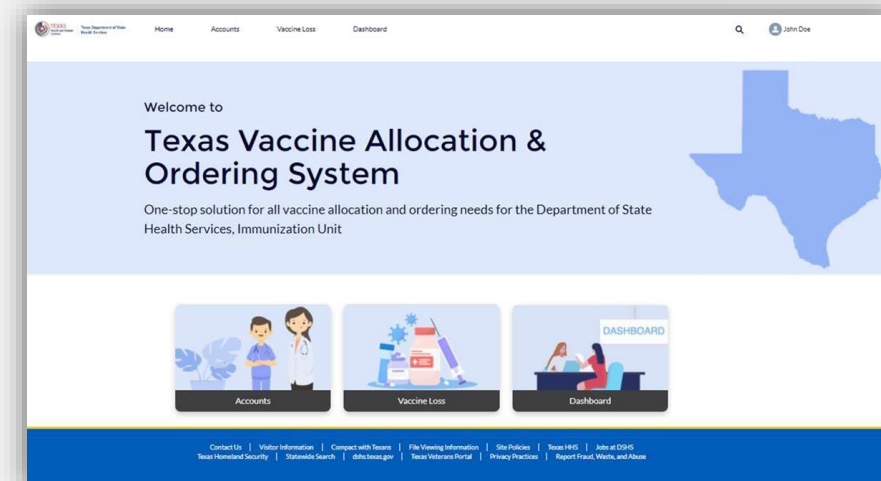 TEXAS
Texas Department of State
Health Services
Home
Accounts
Vaccine Loss
Dashboard
John Doe
Welcome to
Texas Vaccine Allocation &
Ordering System
One-stop solution for all vaccine allocation and ordering needs for the Department of State
Health Services, Immunization Unit
DASHBOARD
Accounts
Vaccine Loss
Dashboard
Contact Us | Visitor Information | Compact with Texans | File Viewing Information | Site Policies | Texas HHS | Jobs at DSHS
Texas Homeland Security | Statewide Search | dshs.texas.gov | Texas Veterans Portal | Privacy Practices | Report Fraud, Waste, and Abuse